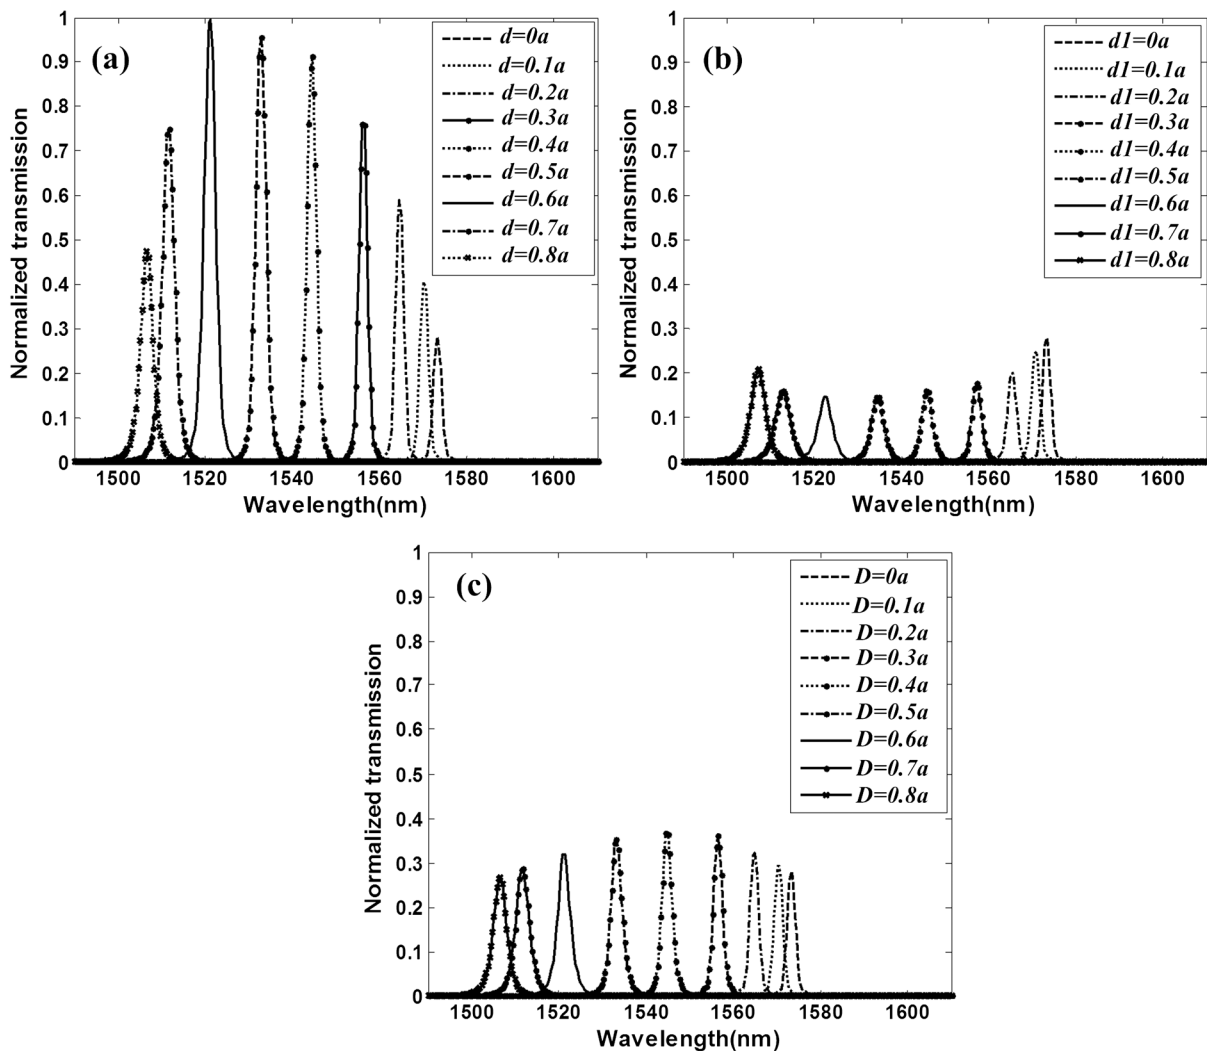 (a)
Normalized transmission
1
0.9
0.8
0.7
0.6
0.5
0.4
0.3
0.2
0.1
0
1500 1520 1540 1560 1580 1600
Wavelength(nm)
d=0a
d=0.1a
d=0.2a
d=0.3a
d=0.4a
d=0.5a
d=0.6a
d=0.7a
d=0.8a
(b)
Normalized transmission
1
0.9
0.8
0.7
0.6
0.5
0.4
0.3
0.2
0.1
0
1500 1520 1540 1560 1580 1600
Wavelength(nm)
d1=0a
d1=0.1a
d1=0.2a
d1=0.3a
d1=0.4a
d1=0.5a
d1=0.6a
d1=0.7a
d1=0.8a
(c)
Normalized transmission
1
0.9
0.8
0.7
0.6
0.5
0.4
0.3
0.2
0.1
0
1500 1520 1540 1560 1580 1600
Wavelength(nm)
D=0a
D=0.1a
D=0.2a
D=0.3a
D=0.4a
D=0.5a
D=0.6a
D=0.7a
D=0.8a